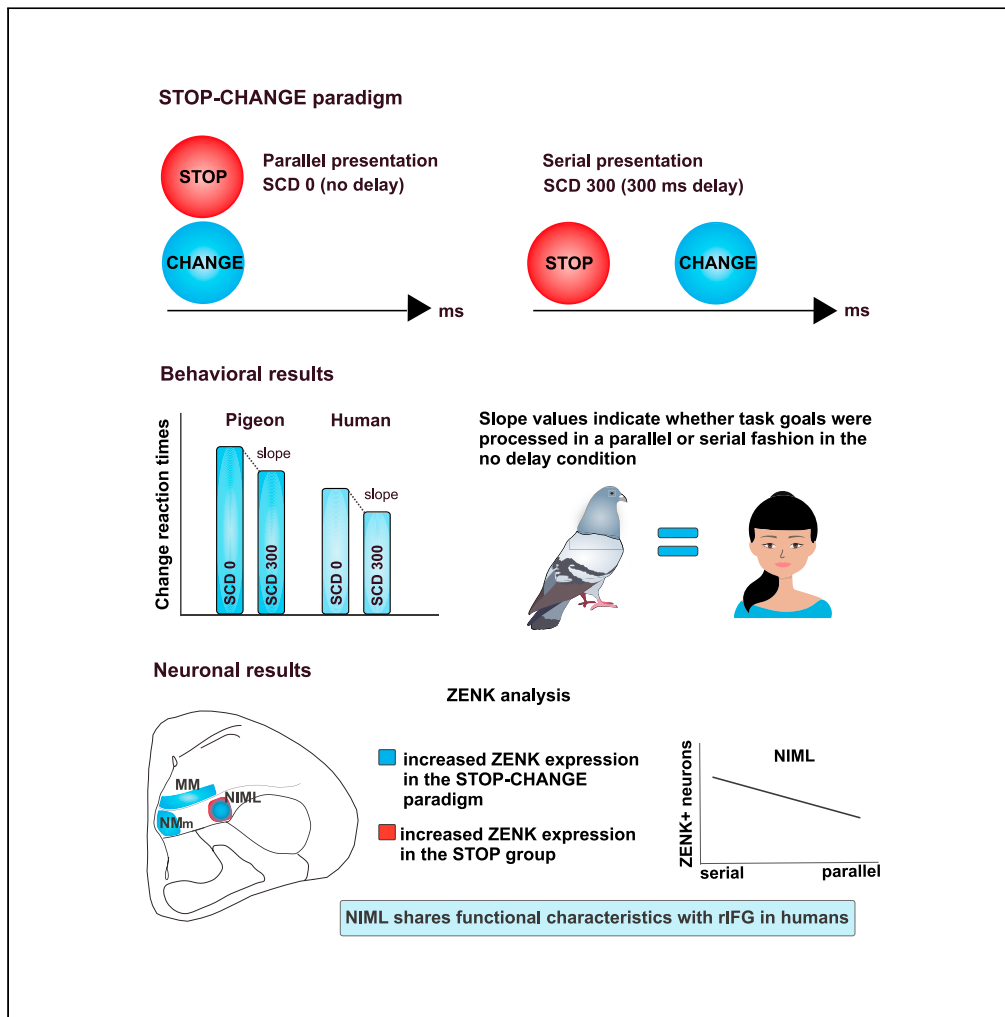 STOP-CHANGE paradigm
STOP
CHANGE
Parallel presentation
SCD 0 (no delay)
ms
Serial presentation
SCD 300 (300 ms delay)
STOP
CHANGE
ms
Behavioral results
Change reaction times
Pigeon
Human
slope
slope
SCD 0
SCD 300
SCD 0
SCD 300
Slope values indicate whether task goals were
processed in a parallel or serial fashion in the
no delay condition
Neuronal results
ZENK analysis
MM
NIML
NMm
increased ZENK expression
in the STOP-CHANGE
paradigm
increased ZENK expression
in the STOP group
NIML
ZENK+ neurons
serial
parallel
NIML shares functional characteristics with rIFG in humans